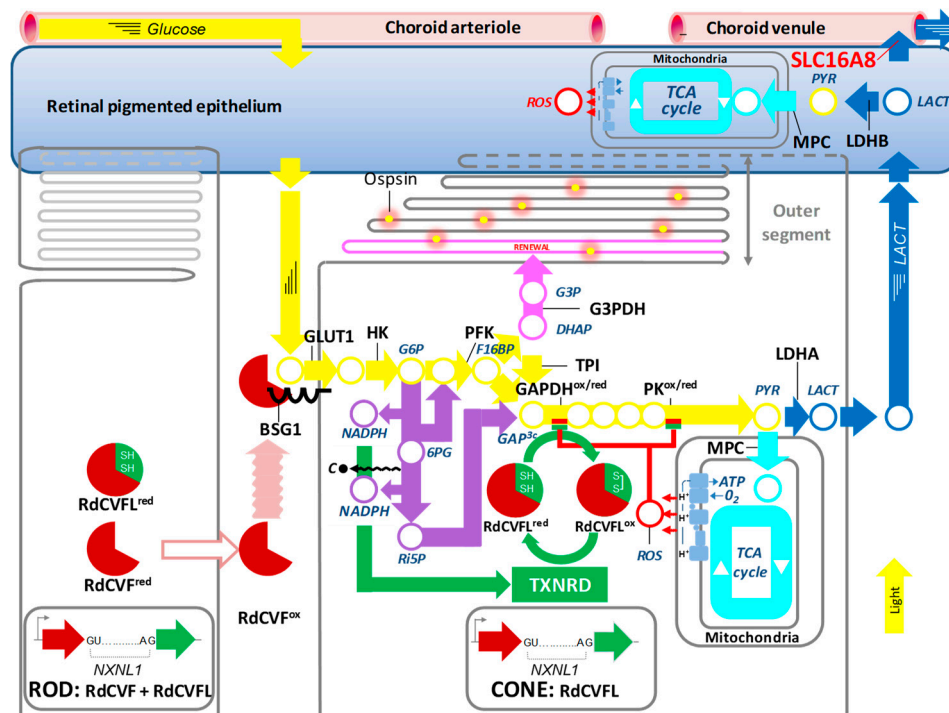 Glucose
Choroid arteriole
Choroid venule
SLC16A8
Mitochondria
PYR
LACT
ROS
TCA
cycle
Retinal pigmented epithelium
MPC
LDHB
Ospsin
Outer
segment
RENEWAL
LACT
G3P
G3PDH
DHAP
GLUT1
HK
PFK
G6P
F16BP
TPI
LDHA
GAPDHox/red
PKox/red
PYR
LACT
BSG1
NADPH
6PG
GAP3c
MPC
C
SH
SH
RdCVFLred
NADPH
SH
SH
S
S
RdCVFLred
RdCVFLox
ROS
H+
H+
H+
ATP
O2
RdCVFred
Ri5P
TXNRD
TCA
cycle
Light
RdCVFox
Mitochondria
GU..........AG
NXNL1
ROD: RdCVF + RdCVFL
GU..........AG
NXNL1
CONE: RdCVFL